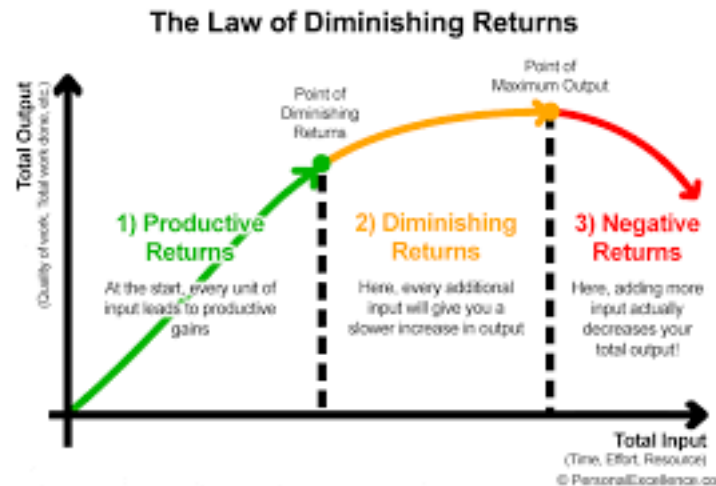 The Law of Diminishing Returns
Total Output
(Quality of work, Total work done, etc.)
Point of
Diminishing
Returns
Point of
Maximum Output
1) Productive
Returns
At the start, every unit of
input leads to productive
gains
2) Diminishing
Returns
Here, every additional
input will give you a
slower increase in output
3) Negative
Returns
Here, adding more
input actually
decreases your
total output!
Total Input
(Time, Effort, Resource)
© PersonalExcellence.co